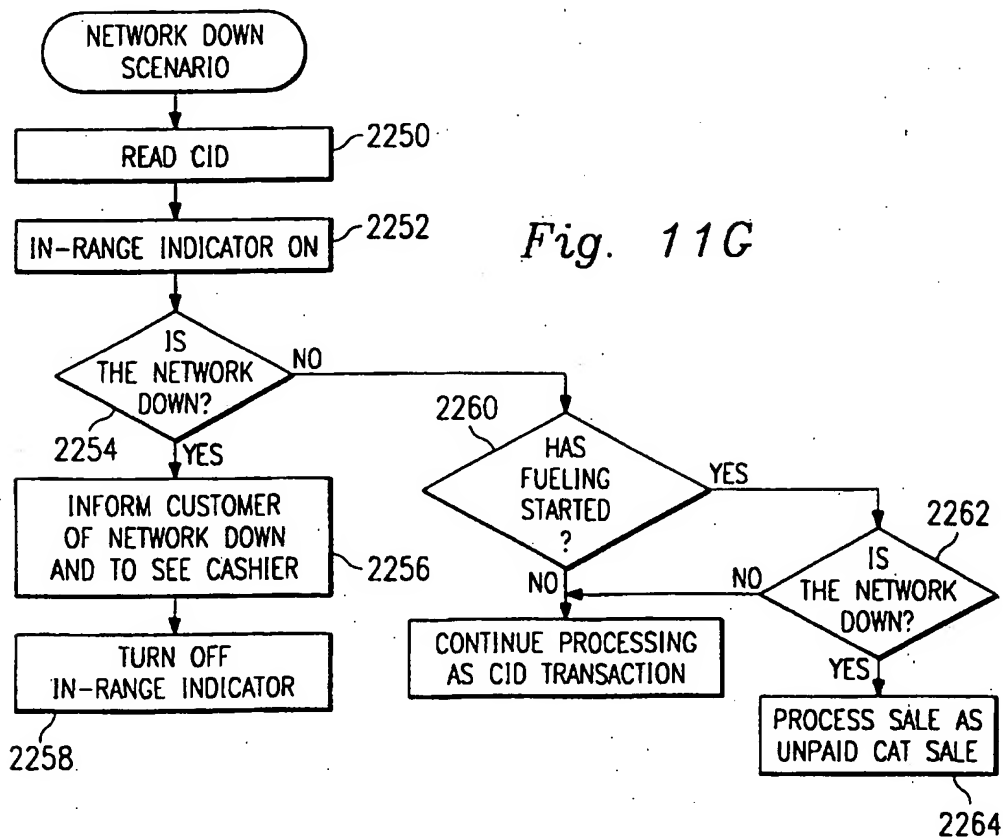 NETWORK DOWN
SCENARIO
READ CID
2250
IN-RANGE INDICATOR ON
2252
Fig. 11G
IS
THE NETWORK
DOWN?
NO
2254
YES
INFORM CUSTOMER
OF NETWORK DOWN
AND TO SEE CASHIER
2256
TURN OFF
IN-RANGE INDICATOR
2258
2260
HAS
FUELING
STARTED
?
YES
NO
CONTINUE PROCESSING
AS CID TRANSACTION
2262
IS
THE NETWORK
DOWN?
NO
YES
PROCESS SALE AS
UNPAID CAT SALE
2264